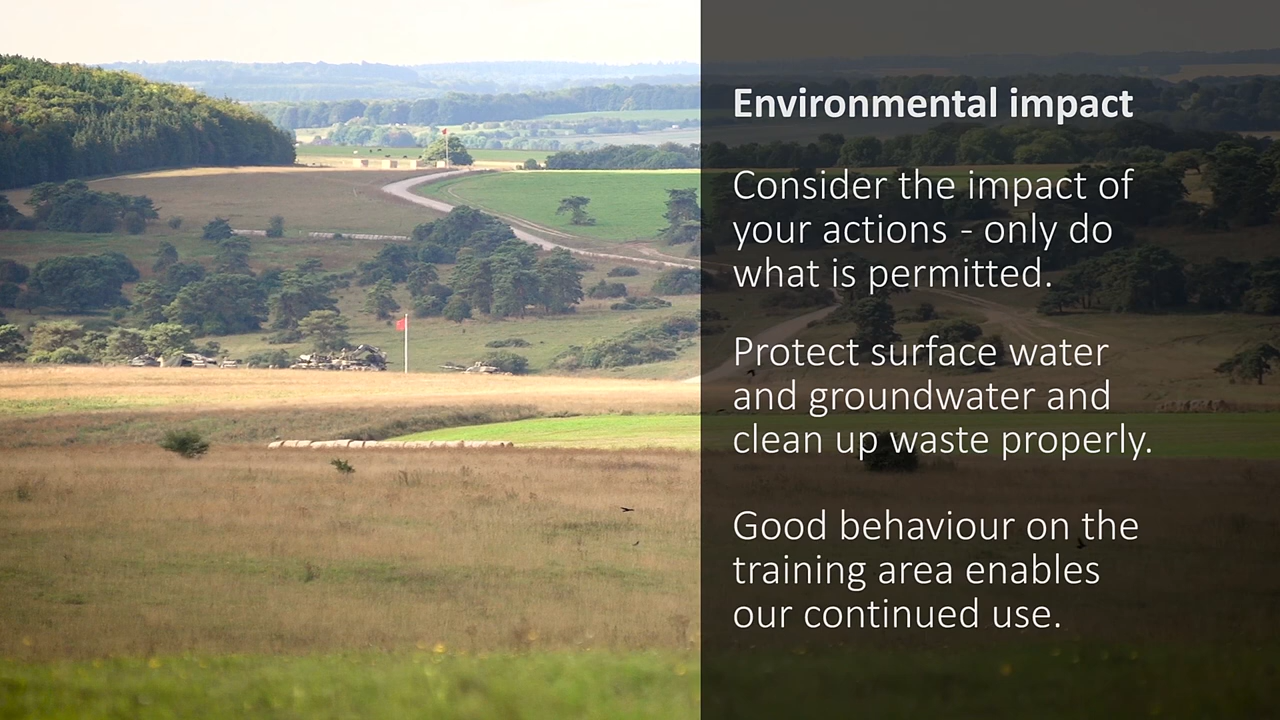 Environmental impact
Consider the impact of
your actions - only do
what is permitted.
Protect surface water
and groundwater and
clean up waste properly.
Good behaviour on the
training area enables
our continued use.